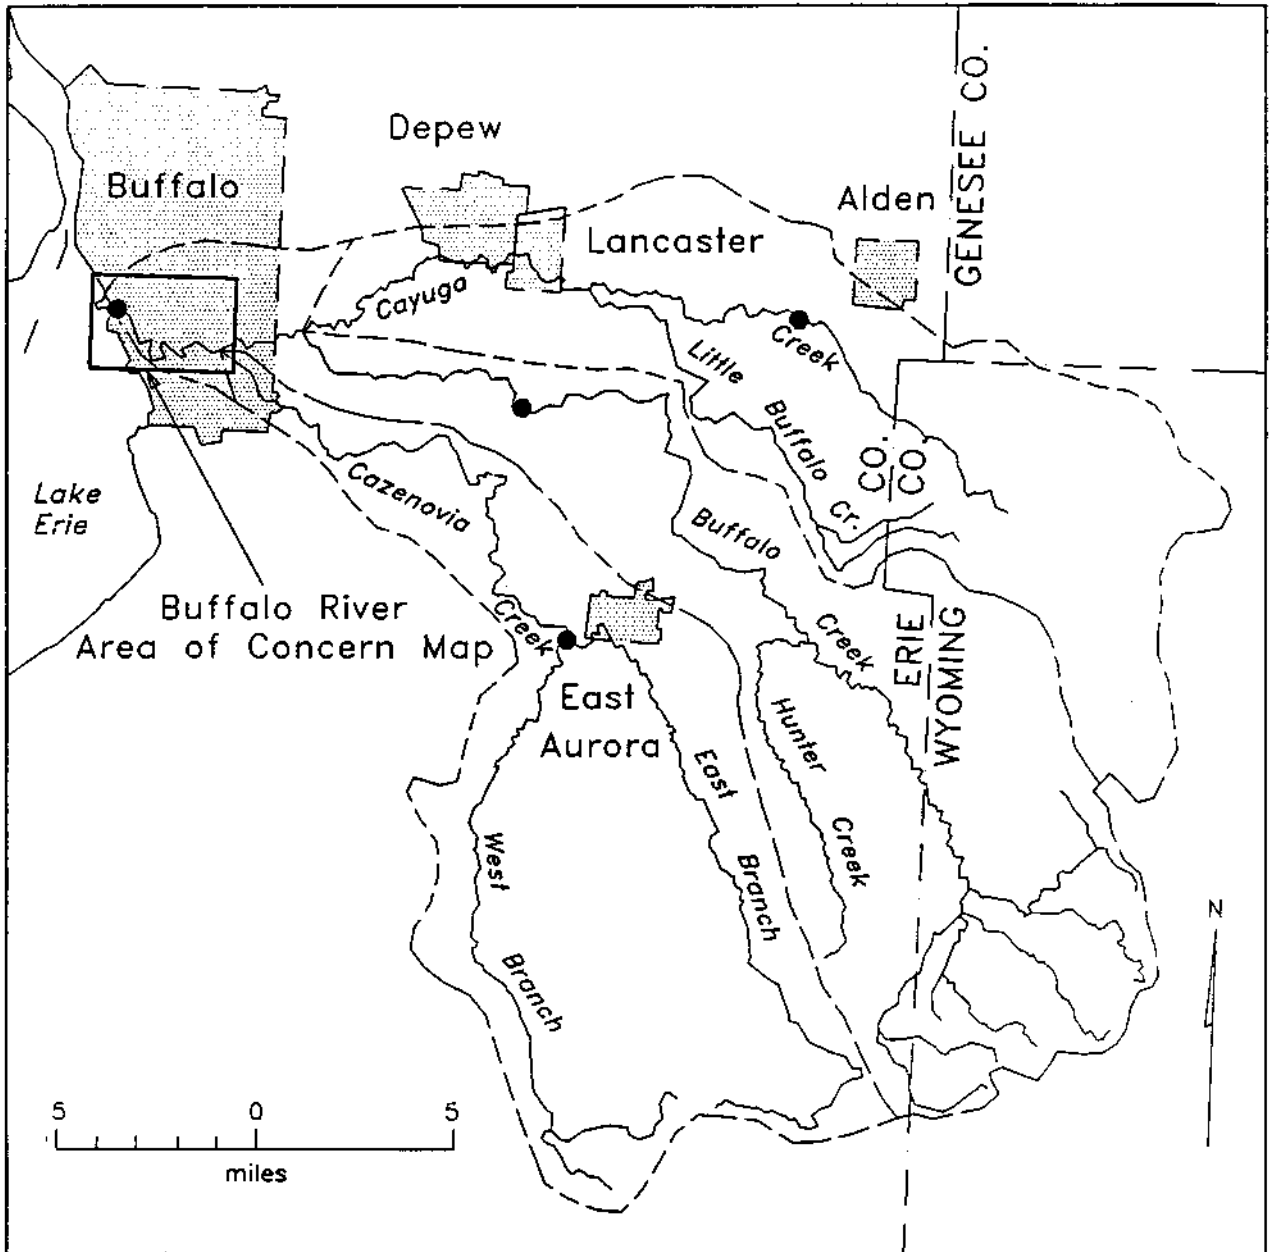 GENESEE CO.
Depew
Buffalo
Alden
Lancaster
Cayuga
Creek
Little
Buffalo
Cr.
CO.
CO.
Lake
Erie
Cazenovia
Creek
Buffalo
Creek
Buffalo River
Area of Concern Map
ERIE
WYOMING
East
Aurora
Hunter
Creek
East
Branch
West
Branch
N
5 0 5
miles